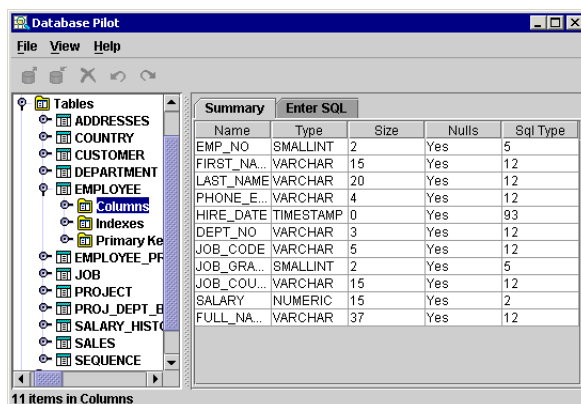 Database Pilot
File View Help
Tables
ADDRESSES
COUNTRY
CUSTOMER
DEPARTMENT
EMPLOYEE
Columns
Indexes
Primary Ke
EMPLOYEE_PR
JOB
PROJECT
PROJ_DEPT_B
SALARY_HISTO
SALES
SEQUENCE
Summary Enter SQL
Name Type Size Nulls Sql Type
EMP_NO SMALLINT 2 Yes 5
FIRST_NA... VARCHAR 15 Yes 12
LAST_NAME VARCHAR 20 Yes 12
PHONE_E... VARCHAR 4 Yes 12
HIRE_DATE TIMESTAMP 0 Yes 93
DEPT_NO VARCHAR 3 Yes 12
JOB_CODE VARCHAR 5 Yes 12
JOB_GRA... SMALLINT 2 Yes 5
JOB_COU... VARCHAR 15 Yes 12
SALARY NUMERIC 15 Yes 2
FULL_NA... VARCHAR 37 Yes 12
11 items in Columns